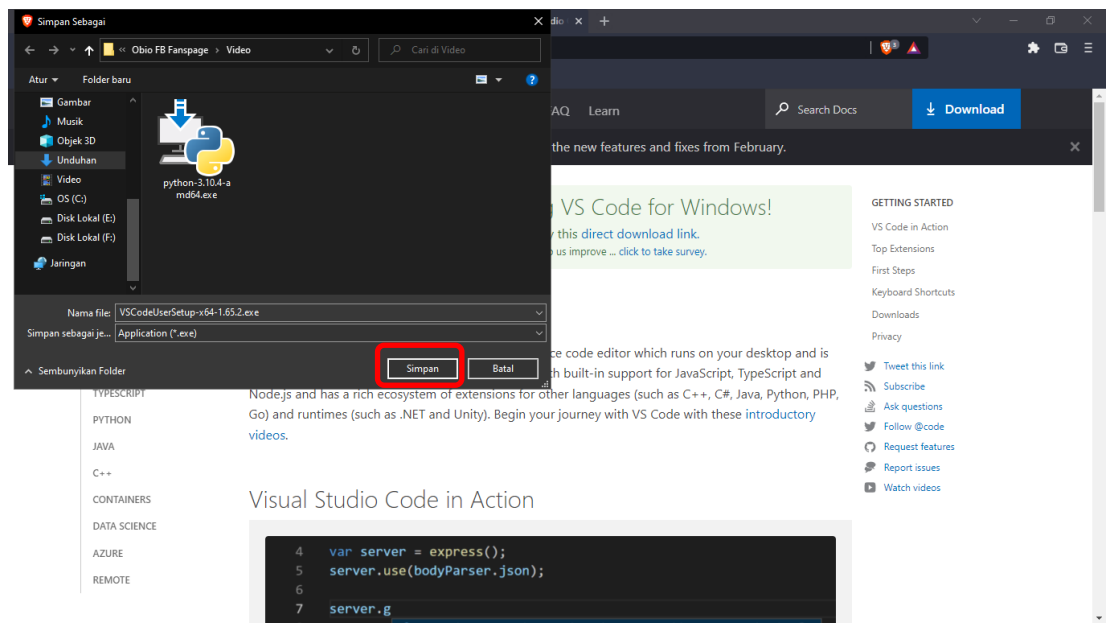 Simpan Sebagai
dio
Obio FB Fanspage
Video
Cari di Video
Atur
Folder baru
Gambar
Musik
Objek 3D
Unduhan
Video
OS (C:)
Disk Lokal (E:)
Disk Lokal (F:)
Jaringan
python-3.10.4-a
md64.exe
Nama file:
VSCodeUserSetup-x64-1.65.2.exe
Simpan sebagai je...
Application (*.exe)
Sembunyikan Folder
Simpan
Batal
AQ
Learn
Search Docs
Download
the new features and fixes from February.
VS Code for Windows!
this direct download link.
us improve ... click to take survey.
ce code editor which runs on your desktop and is
h built-in support for JavaScript, TypeScript and
Node.js and has a rich ecosystem of extensions for other languages (such as C++, C#, Java, Python, PHP,
Go) and runtimes (such as .NET and Unity). Begin your journey with VS Code with these introductory
videos.
TYPESCRIPT
PYTHON
JAVA
C++
CONTAINERS
DATA SCIENCE
AZURE
REMOTE
Visual Studio Code in Action
4 var server = express();
5 server.use(bodyParser.json);
6
7 server.g
GETTING STARTED
VS Code in Action
Top Extensions
First Steps
Keyboard Shortcuts
Downloads
Privacy
Tweet this link
Subscribe
Ask questions
Follow @code
Request features
Report issues
Watch videos